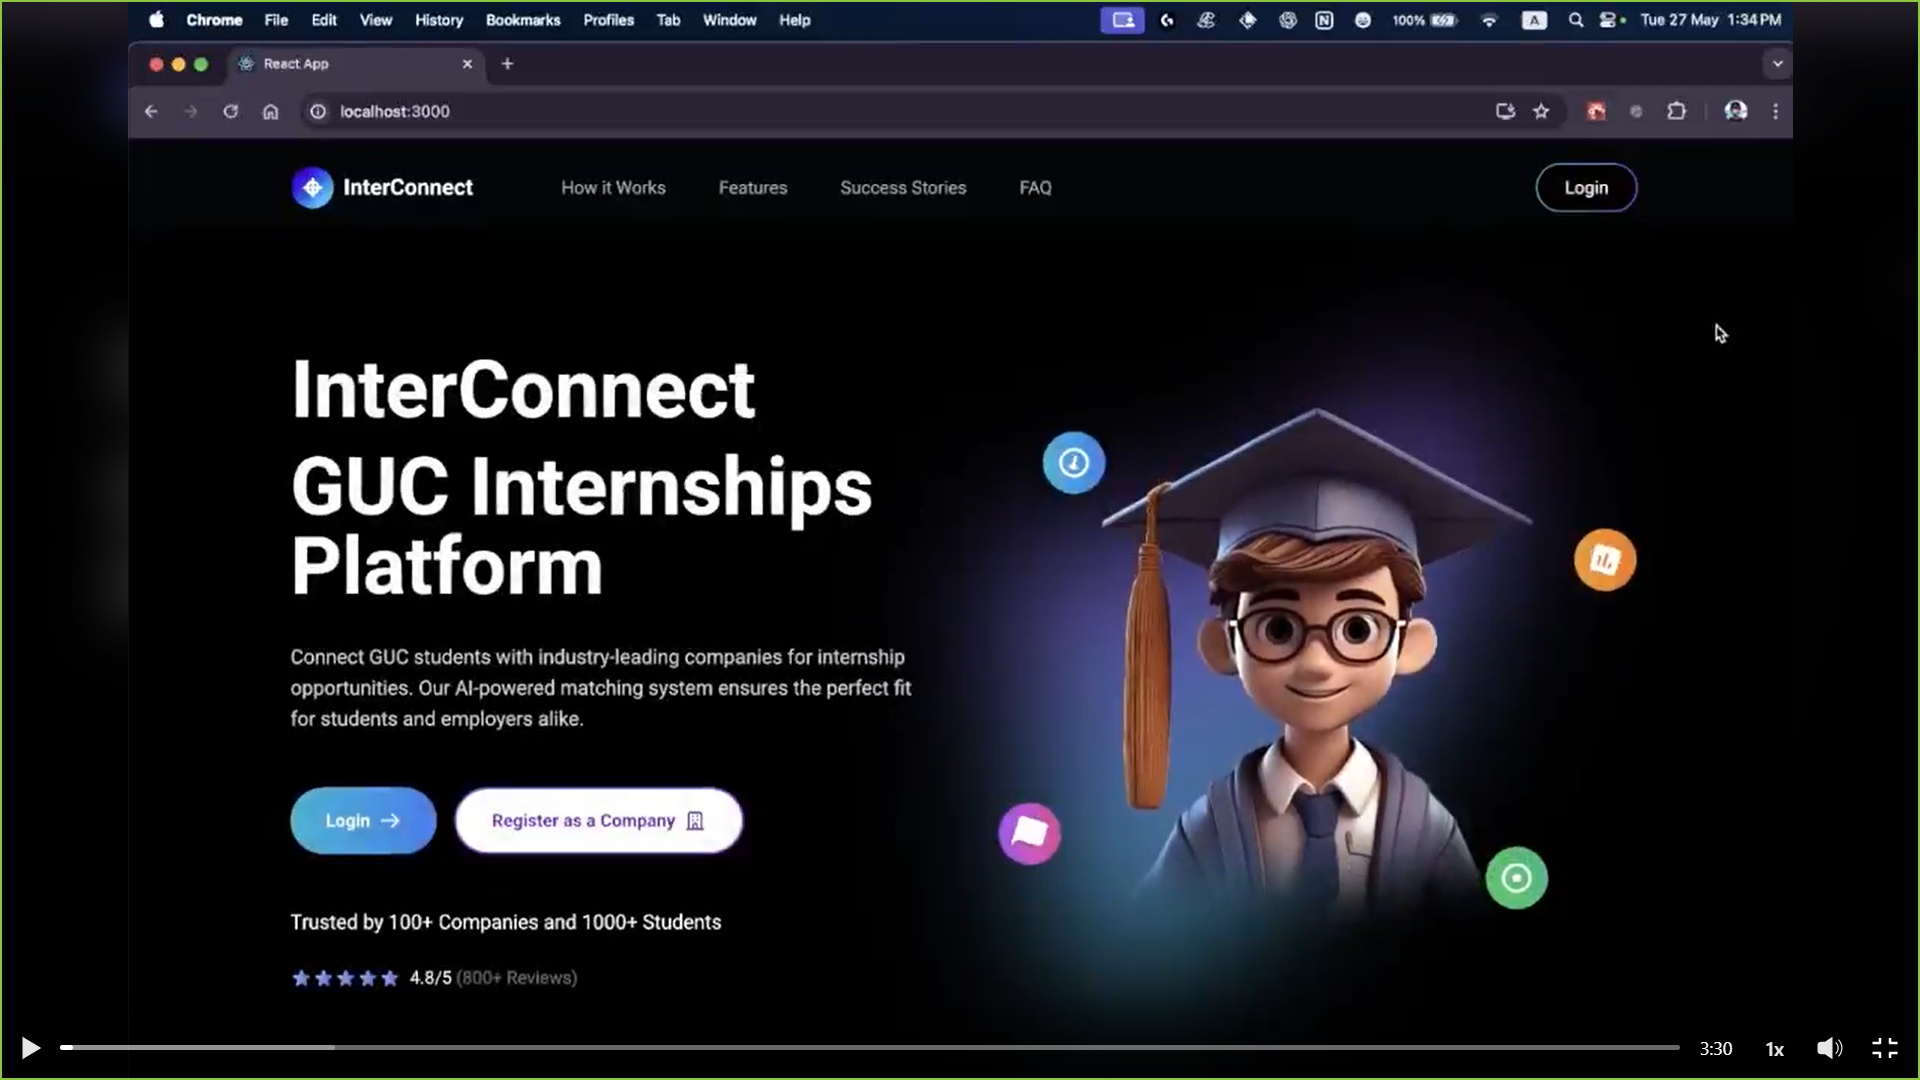 Chrome File Edit View History Bookmarks Profiles Tab Window Help 100% A Tue 27 May 1:34 PM
React App
localhost:3000
InterConnect How it Works Features Success Stories FAQ Login
InterConnect
GUC Internships
Platform
Connect GUC students with industry-leading companies for internship
opportunities. Our AI-powered matching system ensures the perfect fit
for students and employers alike.
Login Register as a Company
Trusted by 100+ Companies and 1000+ Students
4.8/5 (800+ Reviews)
3:30 1x